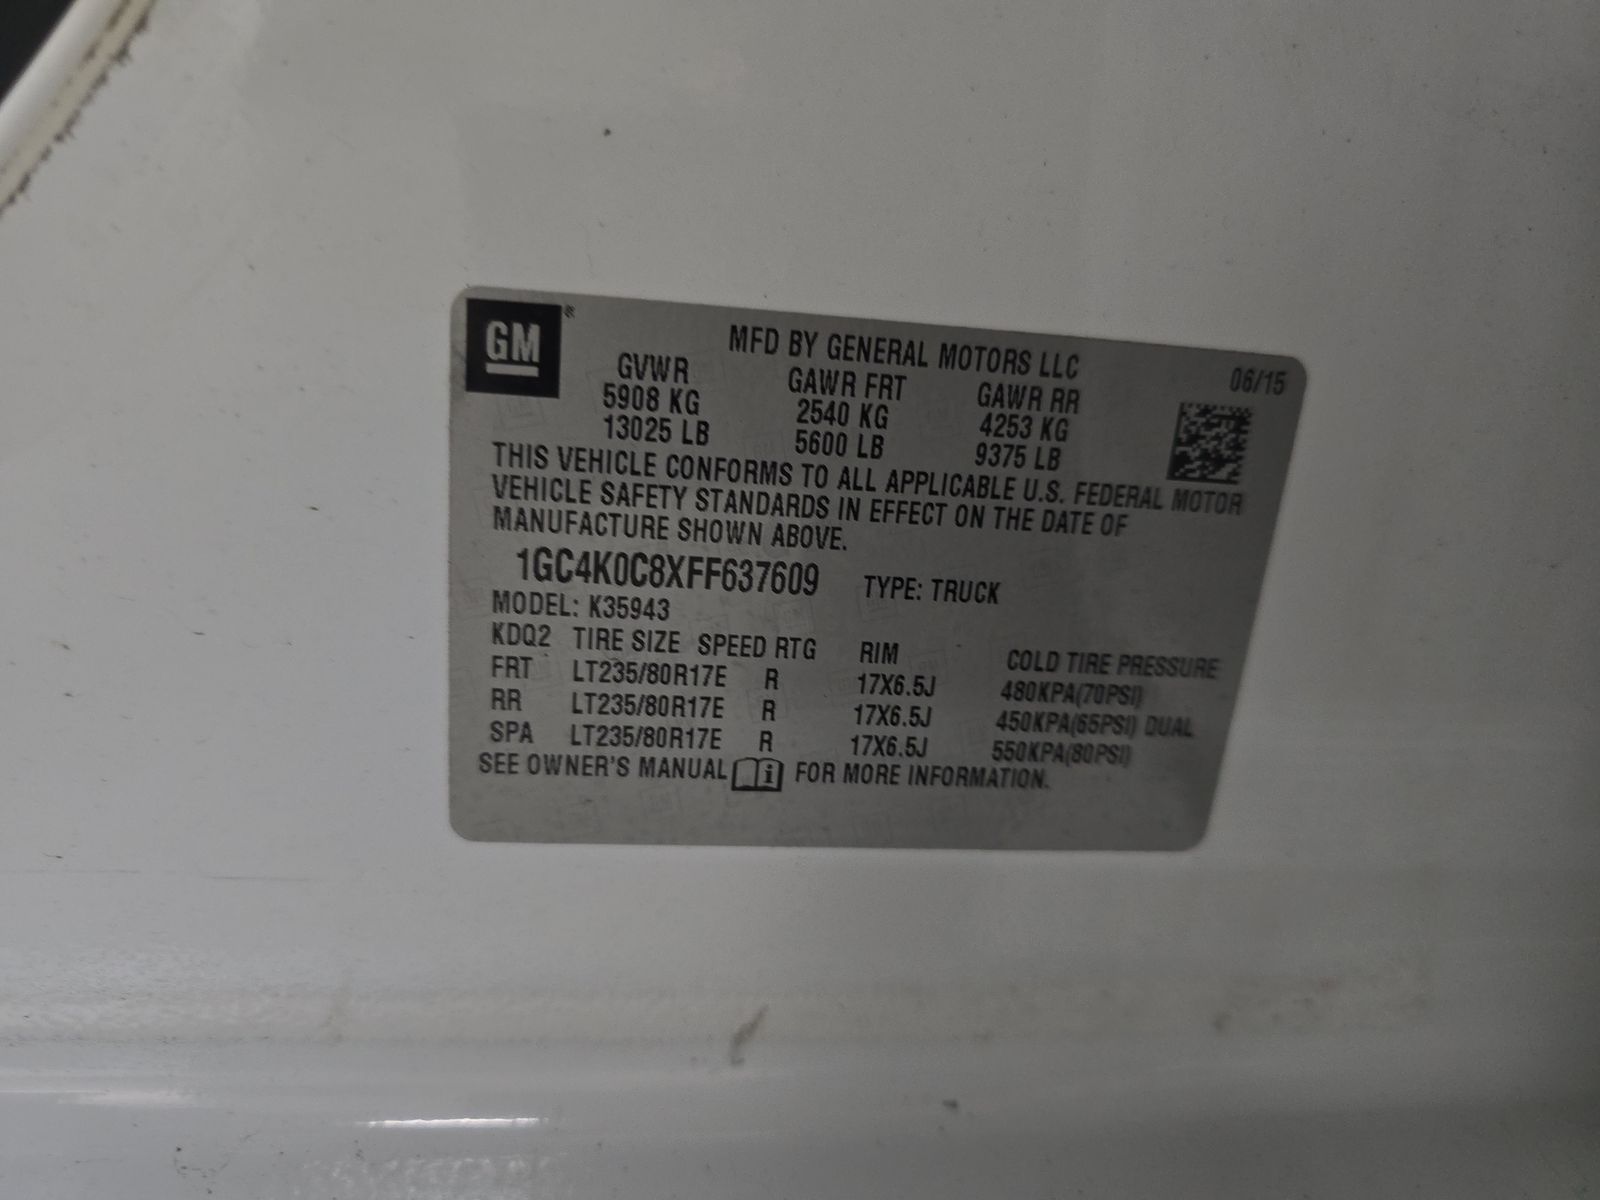 GM®
MFD BY GENERAL MOTORS LLC
06/15
GVWR GAWR FRT GAWR RR
5908 KG 2540 KG 4253 KG
13025 LB 5600 LB 9375 LB
THIS VEHICLE CONFORMS TO ALL APPLICABLE U.S. FEDERAL MOTOR
VEHICLE SAFETY STANDARDS IN EFFECT ON THE DATE OF
MANUFACTURE SHOWN ABOVE.
1GC4K0C8XFF637609 TYPE: TRUCK
MODEL: K35943
KDQ2 TIRE SIZE SPEED RTG RIM COLD TIRE PRESSURE
FRT LT235/80R17E R 17X6.5J 480KPA(70PSI)
RR LT235/80R17E R 17X6.5J 450KPA(65PSI) DUAL
SPA LT235/80R17E R 17X6.5J 550KPA(80PSI)
SEE OWNER'S MANUAL i FOR MORE INFORMATION.